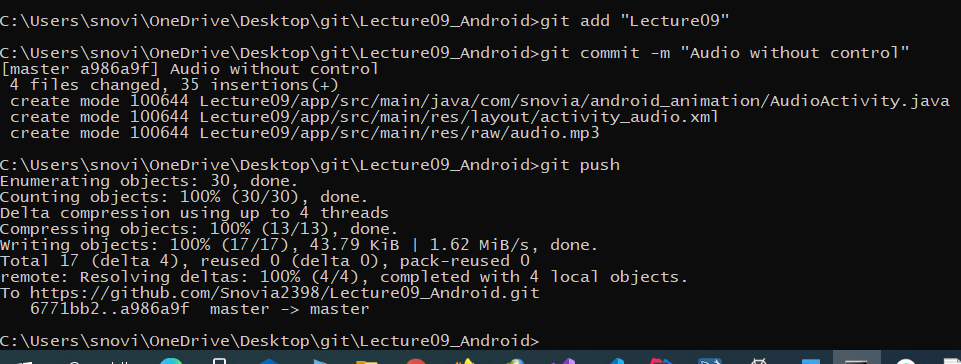 C:\Users\snovi\OneDrive\Desktop\git\Lecture09_Android>git add "Lecture09"
C:\Users\snovi\OneDrive\Desktop\git\Lecture09_Android>git commit -m "Audio without control"
[master a986a9f] Audio without control
4 files changed, 35 insertions(+)
create mode 100644 Lecture09/app/src/main/java/com/snovia/android_animation/AudioActivity.java
create mode 100644 Lecture09/app/src/main/res/layout/activity_audio.xml
create mode 100644 Lecture09/app/src/main/res/raw/audio.mp3
C:\Users\snovi\OneDrive\Desktop\git\Lecture09_Android>git push
Enumerating objects: 30, done.
Counting objects: 100% (30/30), done.
Delta compression using up to 4 threads
Compressing objects: 100% (13/13), done.
Writing objects: 100% (17/17), 43.79 KiB | 1.62 MiB/s, done.
Total 17 (delta 4), reused 0 (delta 0), pack-reused 0
remote: Resolving deltas: 100% (4/4), completed with 4 local objects.
To https://github.com/Snovia2398/Lecture09_Android.git
6771bb2..a986a9f  master -> master
C:\Users\snovi\OneDrive\Desktop\git\Lecture09_Android>